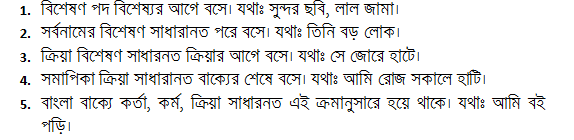 1. বিশেষণ পদ বিশেষ্যর আগে বসে। যথাঃ সুন্দর ছবি, লাল জামা।
2. সর্বনামের বিশেষণ সাধারানত পরে বসে। যথাঃ তিনি বড় লোক।
3. ক্রিয়া বিশেষণ সাধারনত ক্রিয়ার আগে বসে। যথাঃ সে জোরে হাটে।
4. সমাপিকা ক্রিয়া সাধারানত বাক্যের শেষে বসে। যথাঃ আমি রোজ সকালে হাটি।
5. বাংলা বাক্যে কর্তা, কর্ম, ক্রিয়া সাধারনত এই ক্রমানুসারে হয়ে থাকে। যথাঃ আমি বই
পড়ি।